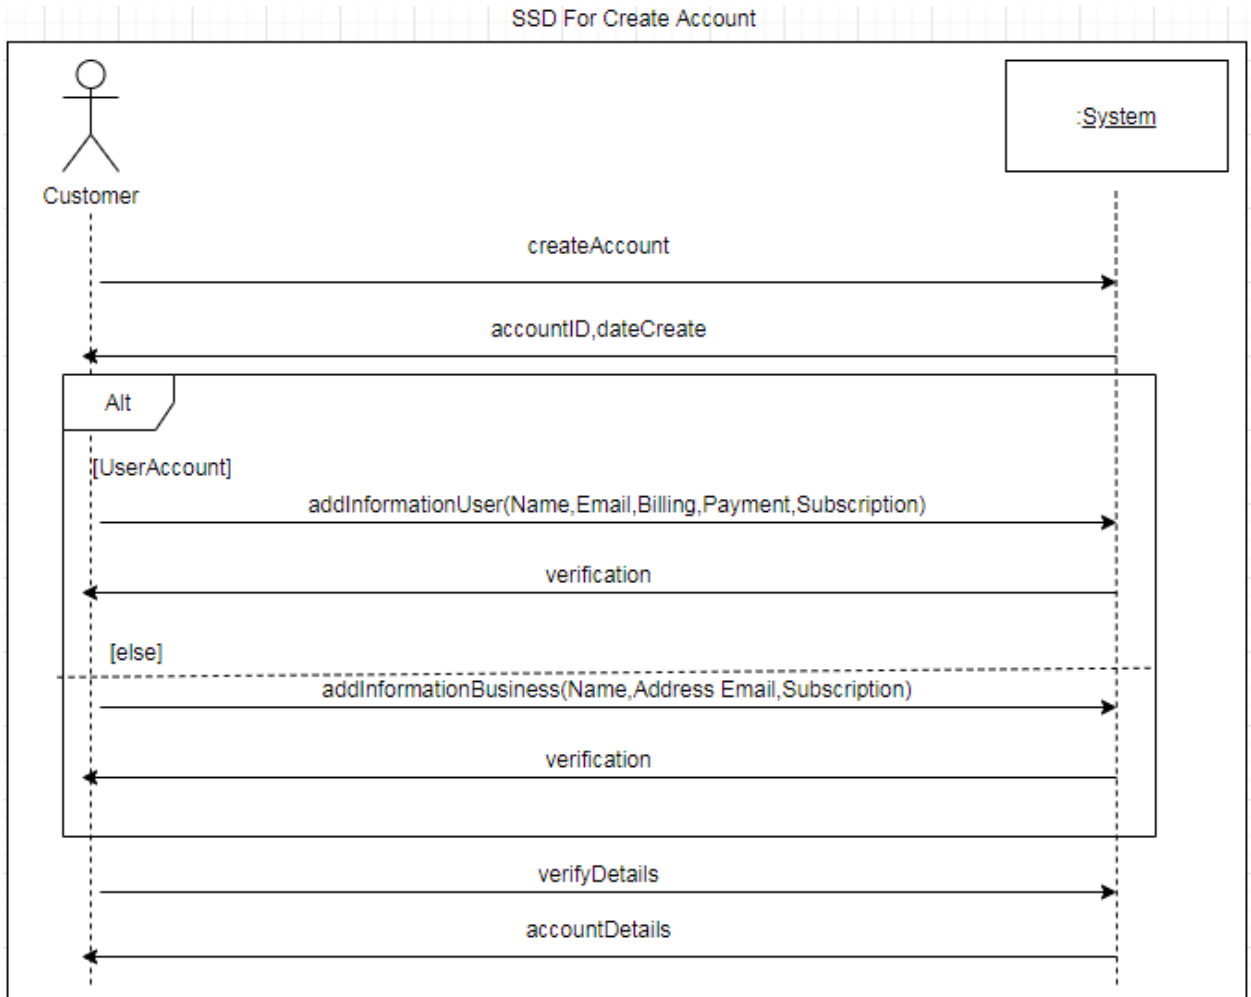 SSD For Create Account
:System
Customer
createAccount
accountID,dateCreate
Alt
[UserAccount]
addInformationUser(Name,Email,Billing,Payment,Subscription)
verification
[else]
addInformationBusiness(Name,Address Email,Subscription)
verification
verifyDetails
accountDetails